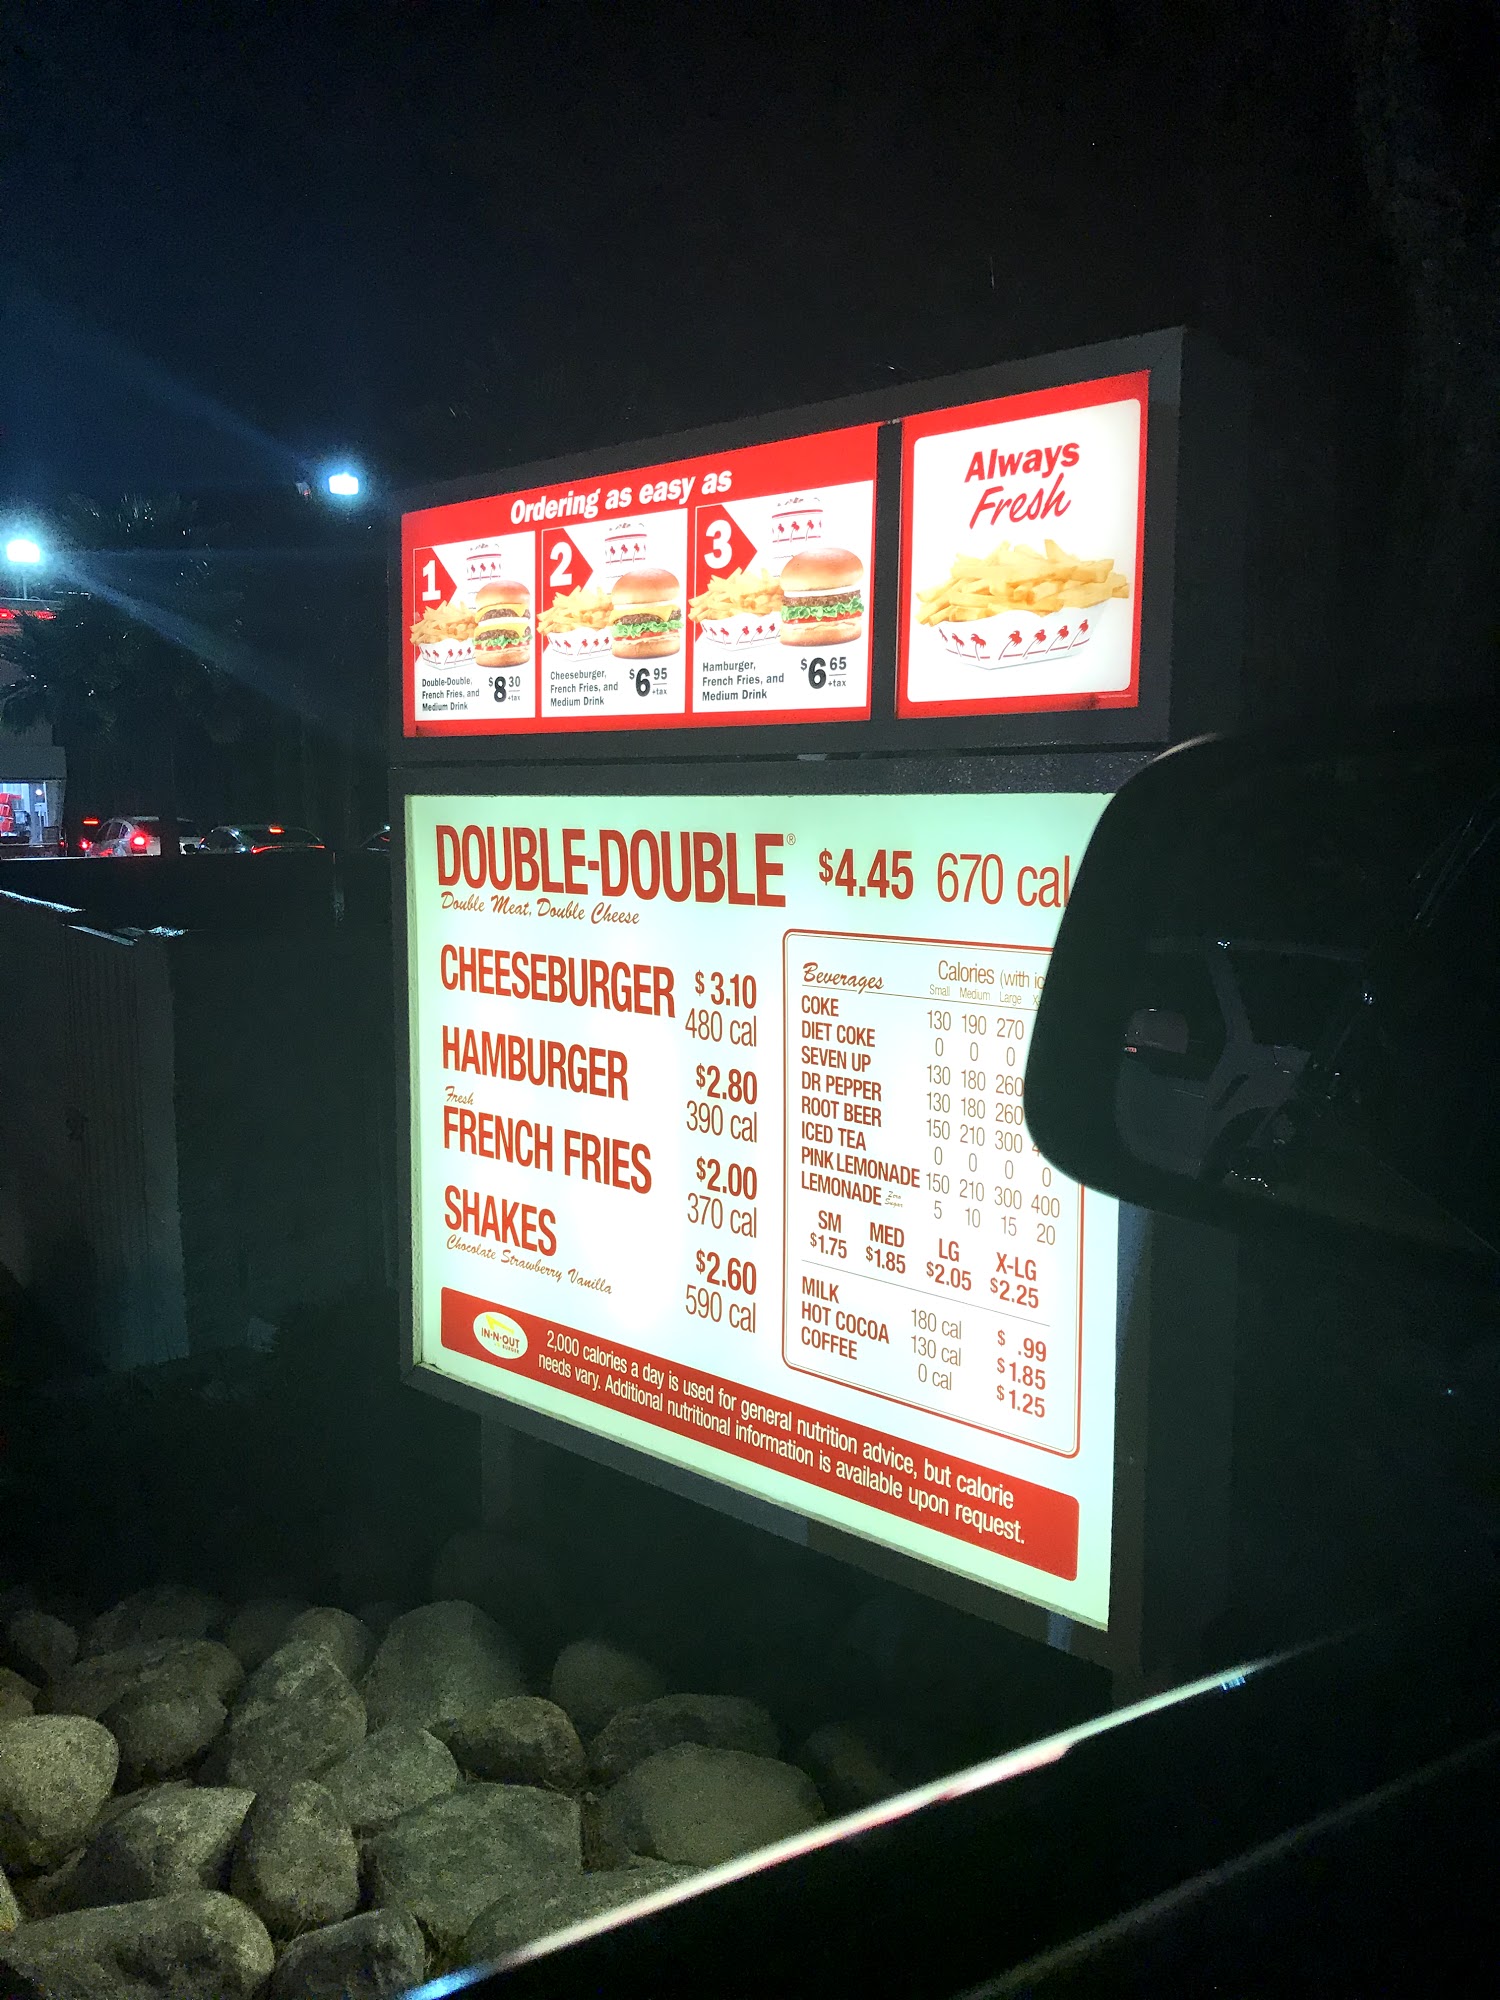 Ordering as easy as
1
Double-Double,
French Fries, and
Medium Drink
$8 30
+tax
2
Cheeseburger,
French Fries, and
Medium Drink
$6 95
+tax
3
Hamburger,
French Fries, and
Medium Drink
$6 65
+tax
Always
Fresh
DOUBLE-DOUBLE® $4.45 670 cal
Double Meat, Double Cheese
CHEESEBURGER $3.10
480 cal
HAMBURGER $2.80
390 cal
Fresh
FRENCH FRIES $2.00
370 cal
SHAKES $2.60
Chocolate Strawberry Vanilla 590 cal
Beverages Calories (with ic
Small Medium Large X
COKE 130 190 270
DIET COKE 0 0 0
SEVEN UP 130 180 260
DR PEPPER 130 180 260
ROOT BEER 150 210 300
ICED TEA 0 0 0 0
PINK LEMONADE 150 210 300 400
LEMONADE Zero Sugar 5 10 15 20
SM MED LG X-LG
$1.75 $1.85 $2.05 $2.25
MILK 180 cal $ .99
HOT COCOA 130 cal $1.85
COFFEE 0 cal $1.25
IN-N-OUT
BURGER
2,000 calories a day is used for general nutrition advice, but calorie
needs vary. Additional nutritional information is available upon request.